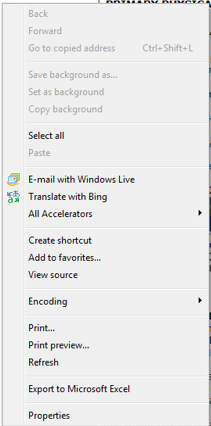 PRIMARY PHYSICA
Back
Forward
Go to copied address Ctrl+Shift+L
Save background as...
Set as background
Copy background
Select all
Paste
E-mail with Windows Live
Translate with Bing
All Accelerators
Create shortcut
Add to favorites...
View source
Encoding
Print...
Print preview...
Refresh
Export to Microsoft Excel
Properties